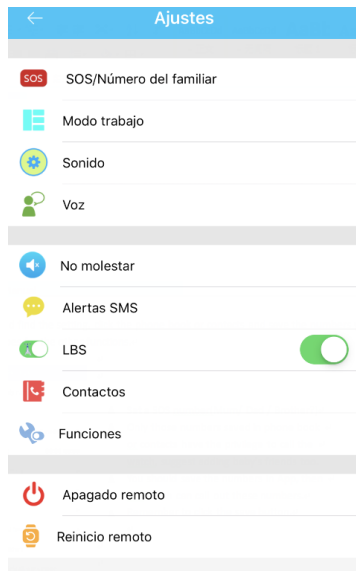 Ajustes
SOS SOS/Número del familiar
Modo trabajo
Sonido
Voz
No molestar
Alertas SMS
LBS
Contactos
Funciones
Apagado remoto
Reinicio remoto